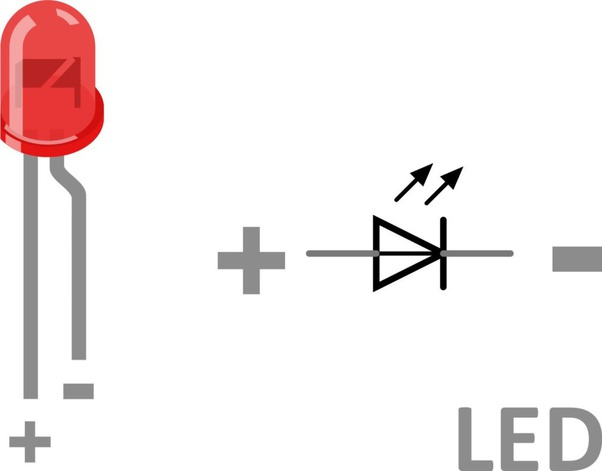 + −
− +
LED